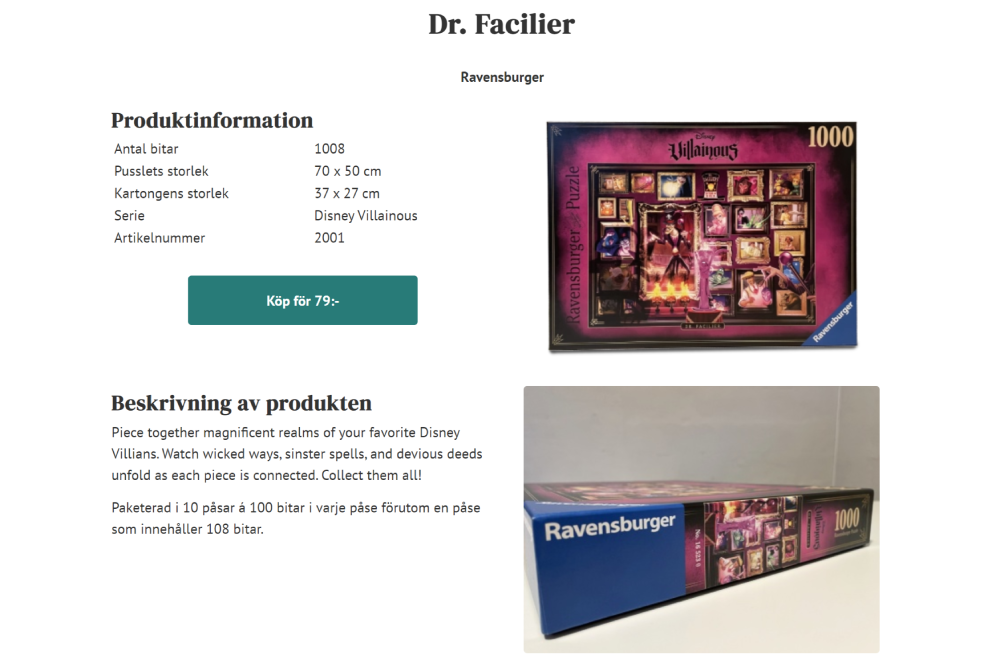 Dr. Facilier
Ravensburger
Produktinformation
Antal bitar 1008
Pusslets storlek 70 x 50 cm
Kartongens storlek 37 x 27 cm
Serie Disney Villainous
Artikelnummer 2001
Köp för 79:-
Disney
Villainous
1000
Ravensburger Puzzle
DR. FACILIER
Ravensburger
Beskrivning av produkten
Piece together magnificent realms of your favorite Disney
Villians. Watch wicked ways, sinster spells, and devious deeds
unfold as each piece is connected. Collect them all!
Paketerad i 10 påsar á 100 bitar i varje påse förutom en påse
som innehåller 108 bitar.
Ravensburger
Villainous
1000